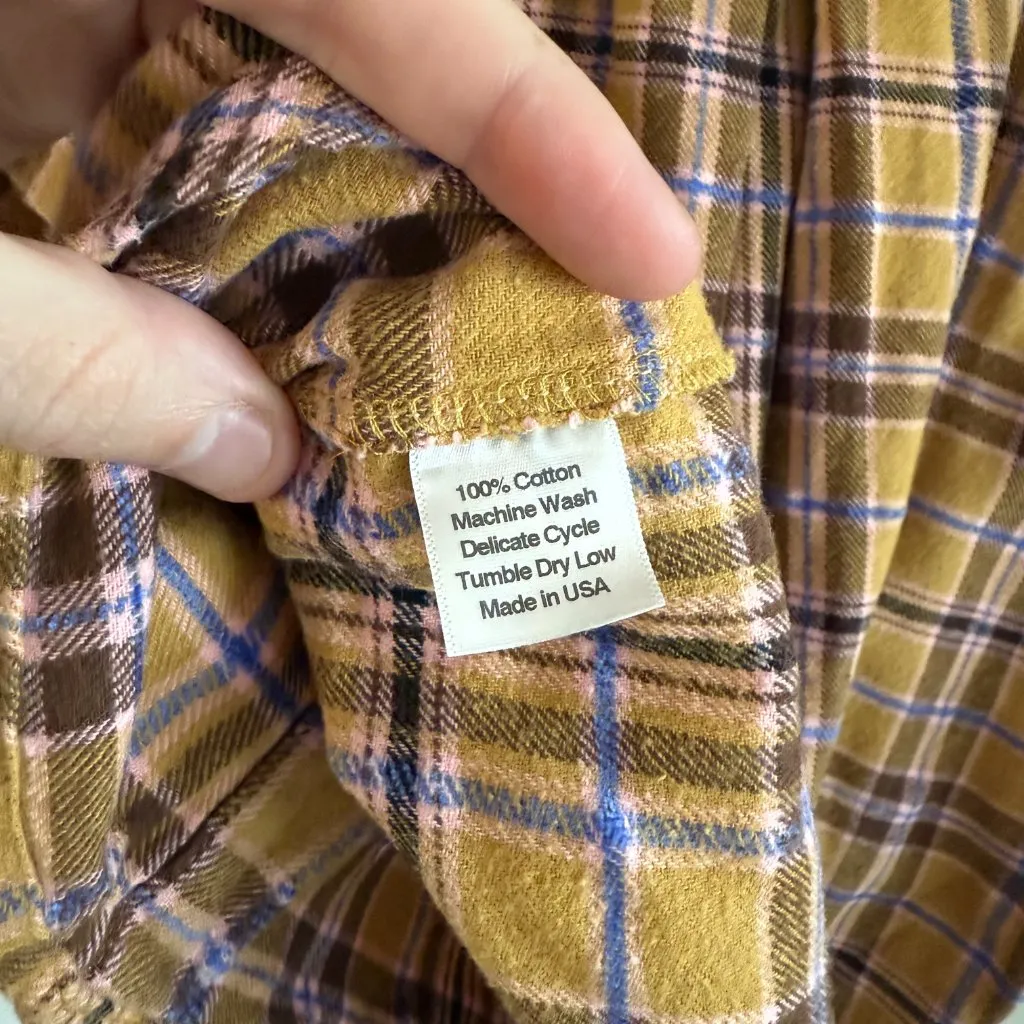 100% Cotton
Machine Wash
Delicate Cycle
Tumble Dry Low
Made in USA